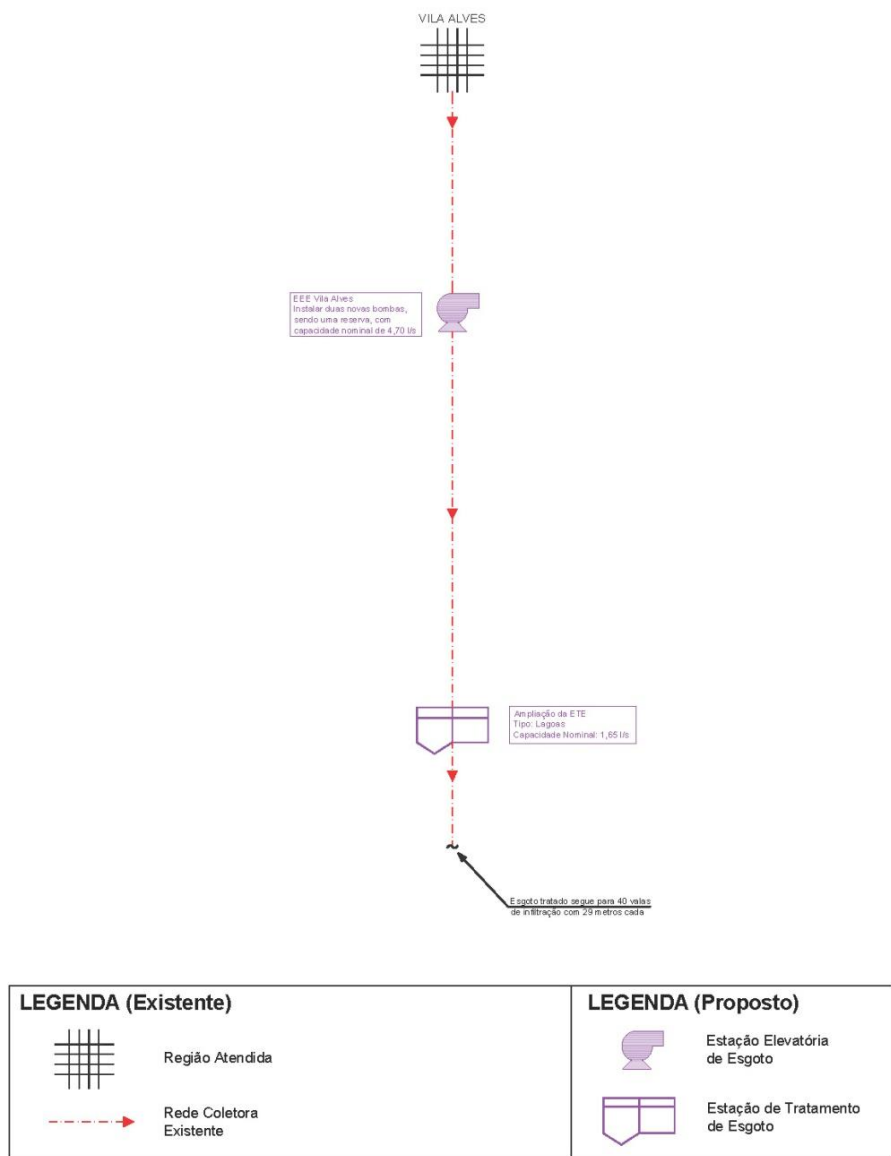 VILA ALVES
EEE Vila Alves
Instalar duas novas bombas,
sendo uma reserva, com
capacidade nominal de 4,70 l/s
Ampliação da ETE
Tipo: Lagoas
Capacidade Nominal: 1,65 l/s
Esgoto tratado segue para 40 valas
de infiltração com 29 metros cada
LEGENDA (Existente)
Região Atendida
Rede Coletora
Existente
LEGENDA (Proposto)
Estação Elevatória
de Esgoto
Estação de Tratamento
de Esgoto